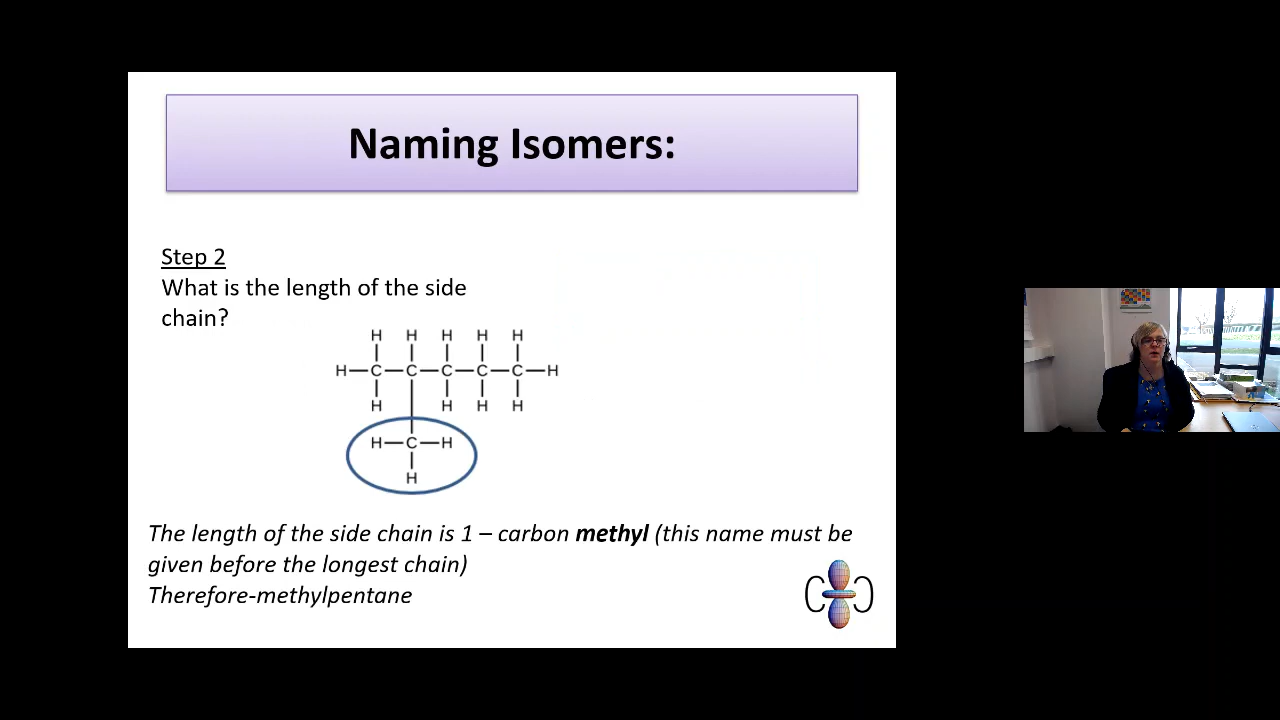 Naming Isomers:
Step 2
What is the length of the side
chain?
H H H H H
H—C—C—C—C—C—H
H H H H
H—C—H
H
The length of the side chain is 1 – carbon methyl (this name must be
given before the longest chain)
Therefore-methylpentane